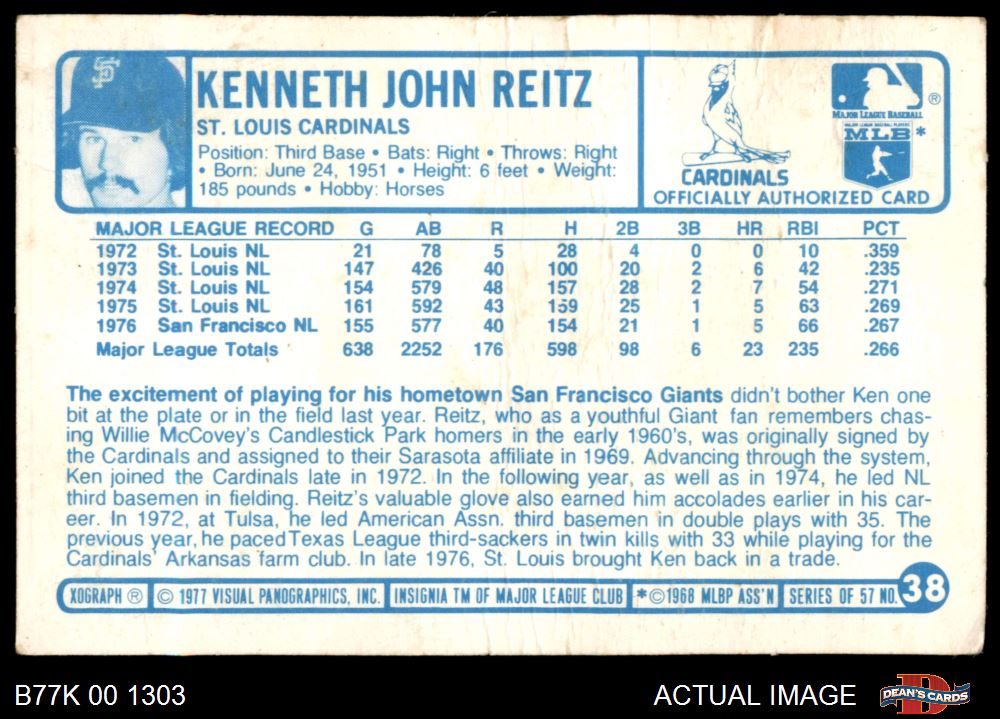 SF
KENNETH JOHN REITZ
ST. LOUIS CARDINALS
Position: Third Base • Bats: Right • Throws: Right
• Born: June 24, 1951 • Height: 6 feet • Weight:
185 pounds • Hobby: Horses
CARDINALS
MAJOR LEAGUE BASEBALL
®
MAJOR LEAGUE BASEBALL PLAYERS
MLB *
OFFICIALLY AUTHORIZED CARD
MAJOR LEAGUE RECORD G AB R H 2B 3B HR RBI PCT
1972 St. Louis NL 21 78 5 28 4 0 0 10 .359
1973 St. Louis NL 147 426 40 100 20 2 6 42 .235
1974 St. Louis NL 154 579 48 157 28 2 7 54 .271
1975 St. Louis NL 161 592 43 159 25 1 5 63 .269
1976 San Francisco NL 155 577 40 154 21 1 5 66 .267
Major League Totals 638 2252 176 598 98 6 23 235 .266
The excitement of playing for his hometown San Francisco Giants didn't bother Ken one
bit at the plate or in the field last year. Reitz, who as a youthful Giant fan remembers chas-
ing Willie McCovey's Candlestick Park homers in the early 1960's, was originally signed by
the Cardinals and assigned to their Sarasota affiliate in 1969. Advancing through the system,
Ken joined the Cardinals late in 1972. In the following year, as well as in 1974, he led NL
third basemen in fielding. Reitz's valuable glove also earned him accolades earlier in his car-
eer. In 1972, at Tulsa, he led American Assn. third basemen in double plays with 35. The
previous year, he paced Texas League third-sackers in twin kills with 33 while playing for the
Cardinals' Arkansas farm club. In late 1976, St. Louis brought Ken back in a trade.
XOGRAPH ® © 1977 VISUAL PANOGRAPHICS, INC. INSIGNIA TM OF MAJOR LEAGUE CLUB *©1968 MLBP ASS'N SERIES OF 57 NO. 38
B77K 00 1303
ACTUAL IMAGE
D
DEAN'S CARDS